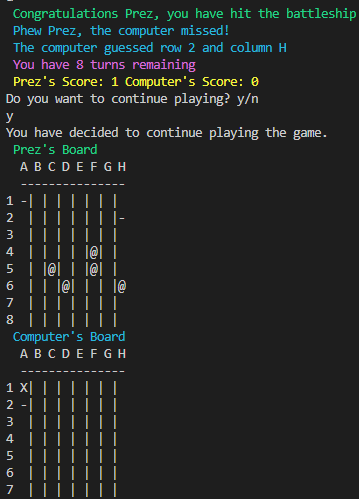 Congratulations Prez, you have hit the battleship
Phew Prez, the computer missed!
The computer guessed row 2 and column H
You have 8 turns remaining
Prez's Score: 1 Computer's Score: 0
Do you want to continue playing? y/n
y
You have decided to continue playing the game.
Prez's Board
  A B C D E F G H
  ---------------
1 -| | | | | | |
2  | | | | | | |-
3  | | | | | | |
4  | | | | |@| |
5  | |@| | |@| |
6  | | |@| | | |@
7  | | | | | | |
8  | | | | | | |
Computer's Board
  A B C D E F G H
  ---------------
1 X| | | | | | |
2 -| | | | | | |
3  | | | | | | |
4  | | | | | | |
5  | | | | | | |
6  | | | | | | |
7  | | | | | | |